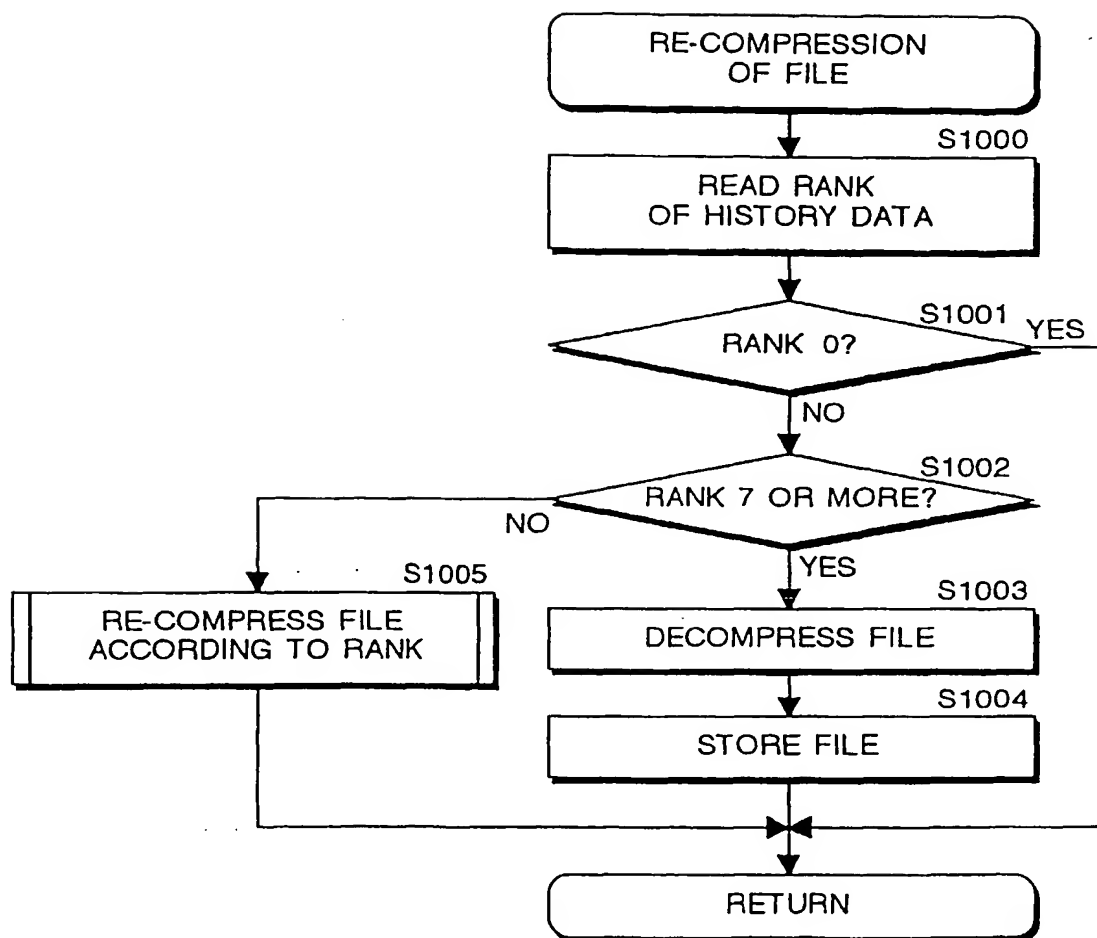 RE-COMPRESSION
OF FILE
S1000
READ RANK
OF HISTORY DATA
S1001
RANK 0?
YES
NO
S1002
RANK 7 OR MORE?
NO
YES
S1005
RE-COMPRESS FILE
ACCORDING TO RANK
S1003
DECOMPRESS FILE
S1004
STORE FILE
RETURN